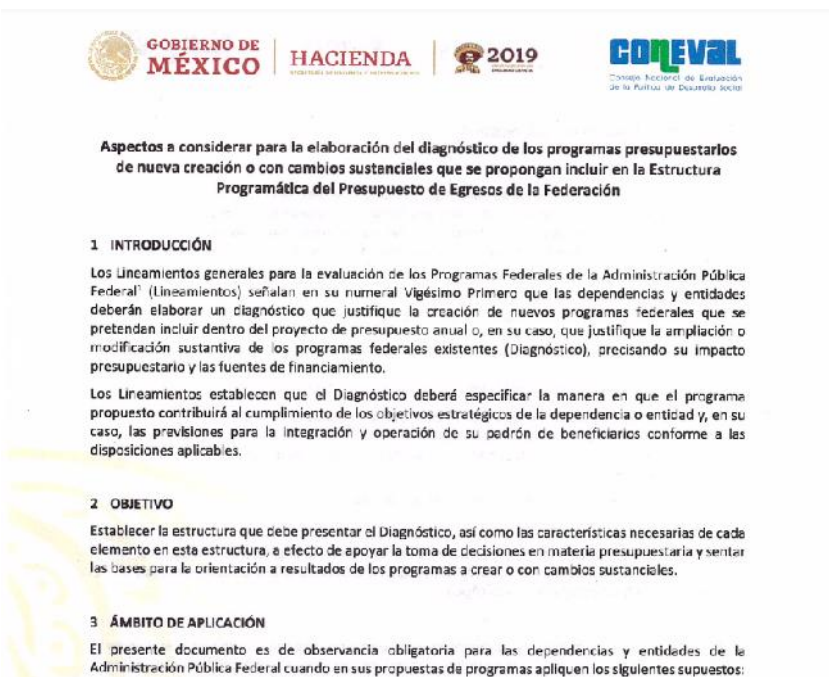 GOBIERNO DE
MÉXICO
HACIENDA
2019
CONEVAL
Consejo Nacional de Evaluación
de la Política de Desarrollo Social
Aspectos a considerar para la elaboración del diagnóstico de los programas presupuestarios
de nueva creación o con cambios sustanciales que se propongan incluir en la Estructura
Programática del Presupuesto de Egresos de la Federación
1 INTRODUCCIÓN
Los Lineamientos generales para la evaluación de los Programas Federales de la Administración Pública
Federal¹ (Lineamientos) señalan en su numeral Vigésimo Primero que las dependencias y entidades
deberán elaborar un diagnóstico que justifique la creación de nuevos programas federales que se
pretendan incluir dentro del proyecto de presupuesto anual o, en su caso, que justifique la ampliación o
modificación sustantiva de los programas federales existentes (Diagnóstico), precisando su impacto
presupuestario y las fuentes de financiamiento.
Los Lineamientos establecen que el Diagnóstico deberá especificar la manera en que el programa
propuesto contribuirá al cumplimiento de los objetivos estratégicos de la dependencia o entidad y, en su
caso, las previsiones para la integración y operación de su padrón de beneficiarios conforme a las
disposiciones aplicables.
2 OBJETIVO
Establecer la estructura que debe presentar el Diagnóstico, así como las características necesarias de cada
elemento en esta estructura, a efecto de apoyar la toma de decisiones en materia presupuestaria y sentar
las bases para la orientación a resultados de los programas a crear o con cambios sustanciales.
3 ÁMBITO DE APLICACIÓN
El presente documento es de observancia obligatoria para las dependencias y entidades de la
Administración Pública Federal cuando en sus propuestas de programas apliquen los siguientes supuestos: